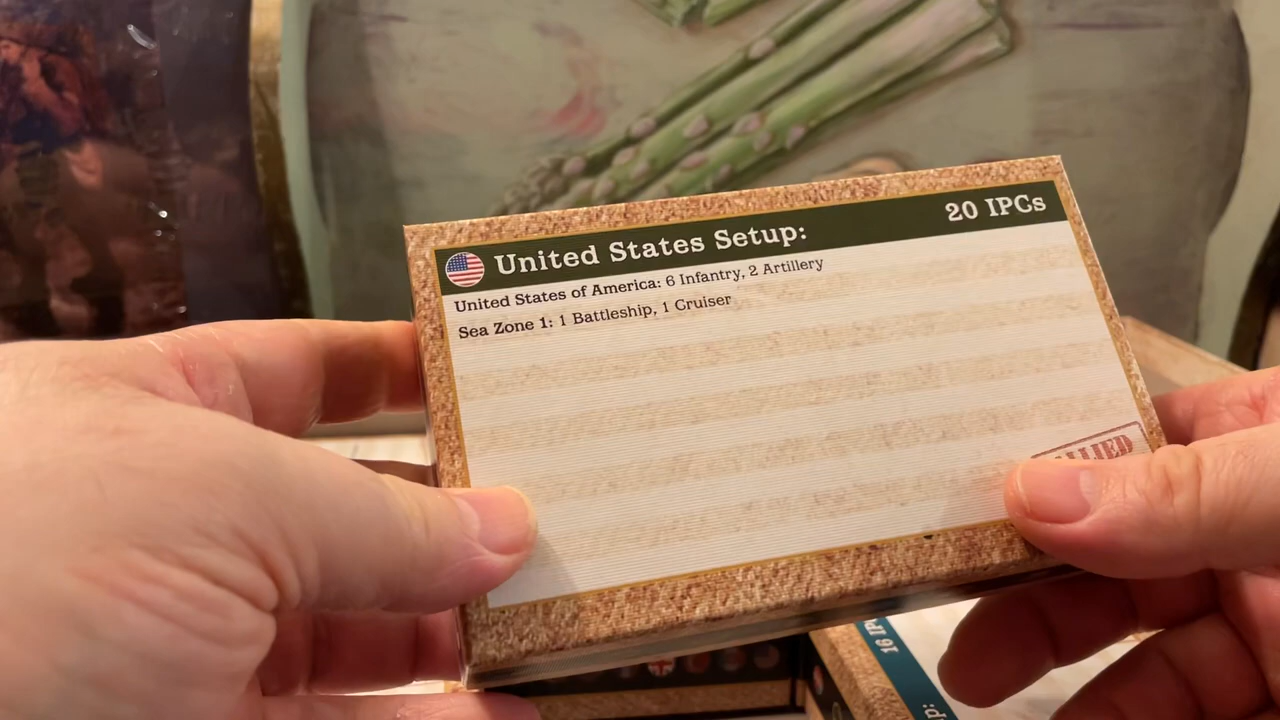 United States Setup:
20 IPCs
United States of America: 6 Infantry, 2 Artillery
Sea Zone 1: 1 Battleship, 1 Cruiser
16